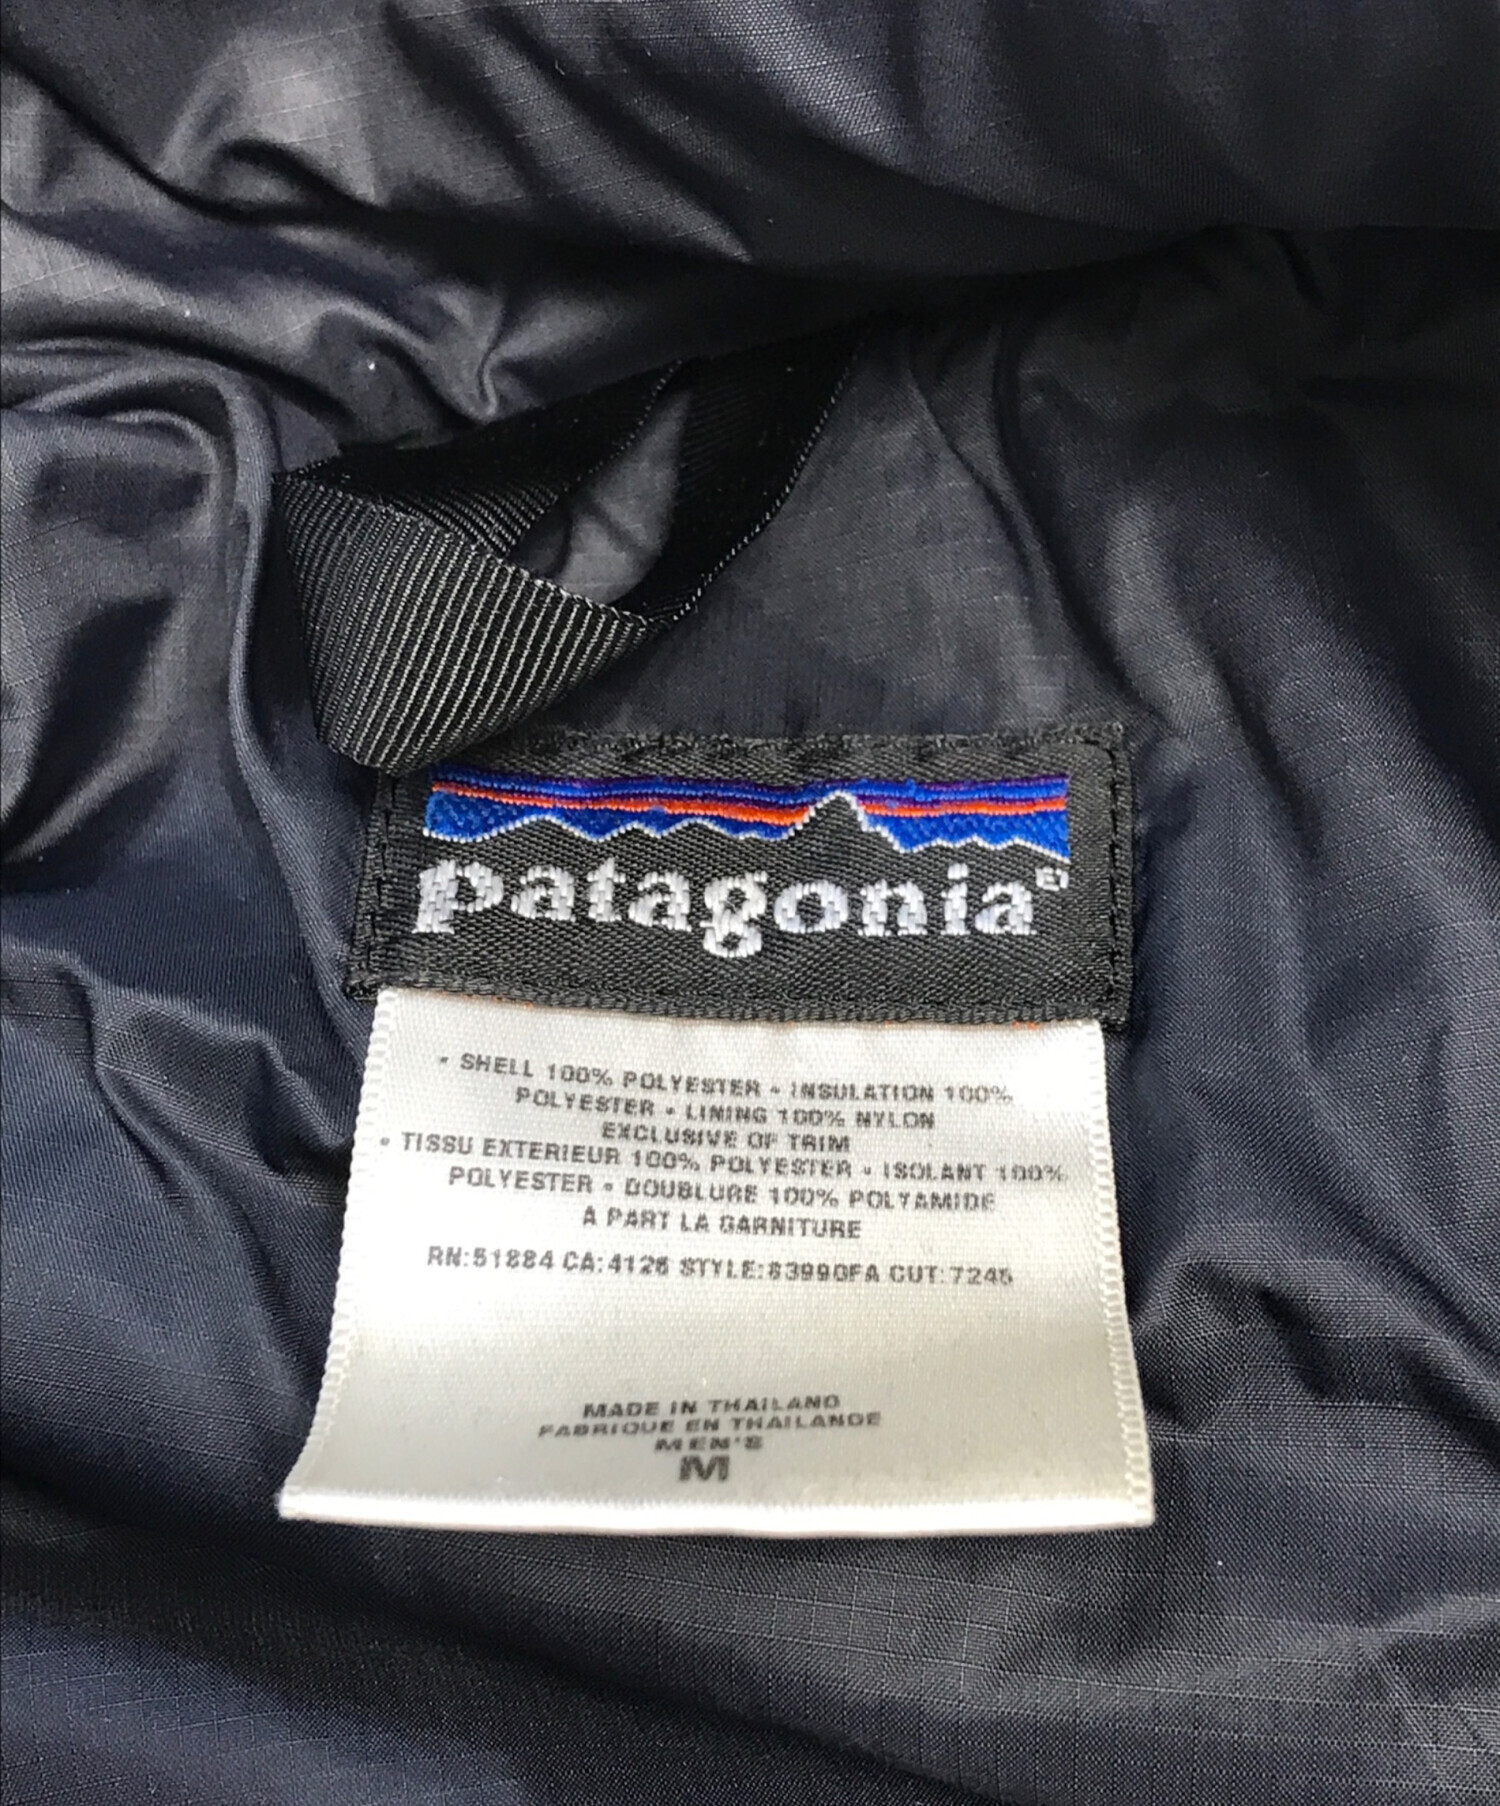 patagonia®
• SHELL 100% POLYESTER • INSULATION 100%
POLYESTER • LINING 100% NYLON
EXCLUSIVE OF TRIM
• TISSU EXTERIEUR 100% POLYESTER • ISOLANT 100%
POLYESTER • DOUBLURE 100% POLYAMIDE
À PART LA GARNITURE
RN:51884 CA:4126 STYLE:83990FA CUT:7245
MADE IN THAILAND
FABRIQUE EN THAILANDE
MEN'S
M